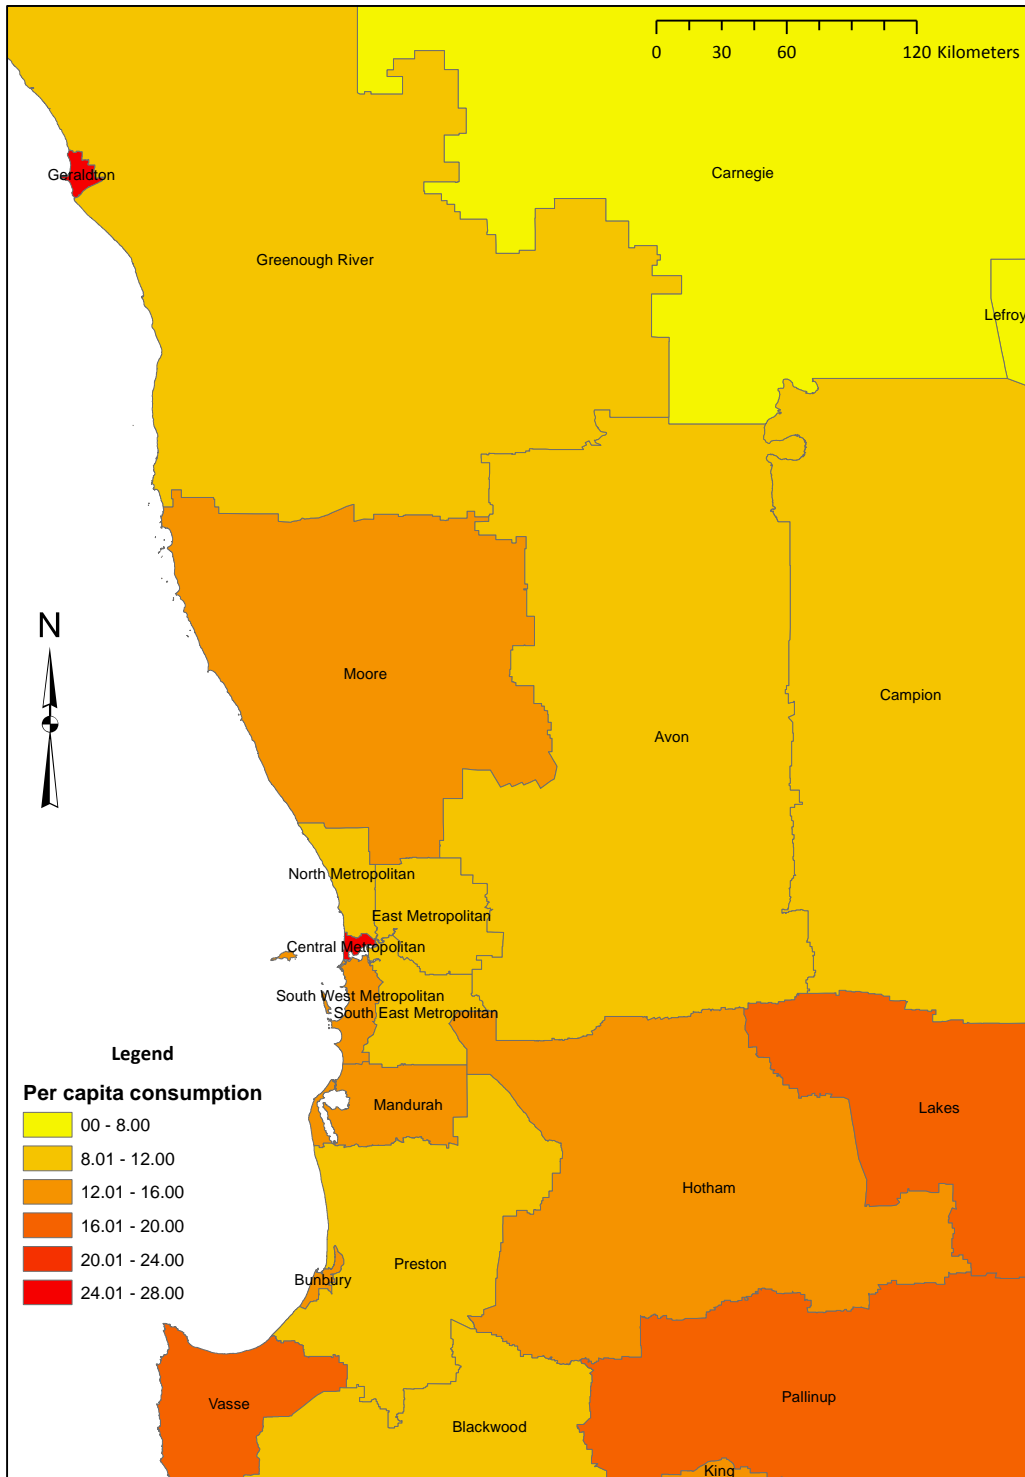 0 30 60 120 Kilometers
Geraldton
Carnegie
Greenough River
Lefroy
N
Moore
Campion
Avon
North Metropolitan
East Metropolitan
Central Metropolitan
South West Metropolitan
South East Metropolitan
Legend
Per capita consumption
00 - 8.00
8.01 - 12.00
12.01 - 16.00
16.01 - 20.00
20.01 - 24.00
24.01 - 28.00
Mandurah
Lakes
Hotham
Preston
Bunbury
Vasse
Pallinup
Blackwood
King